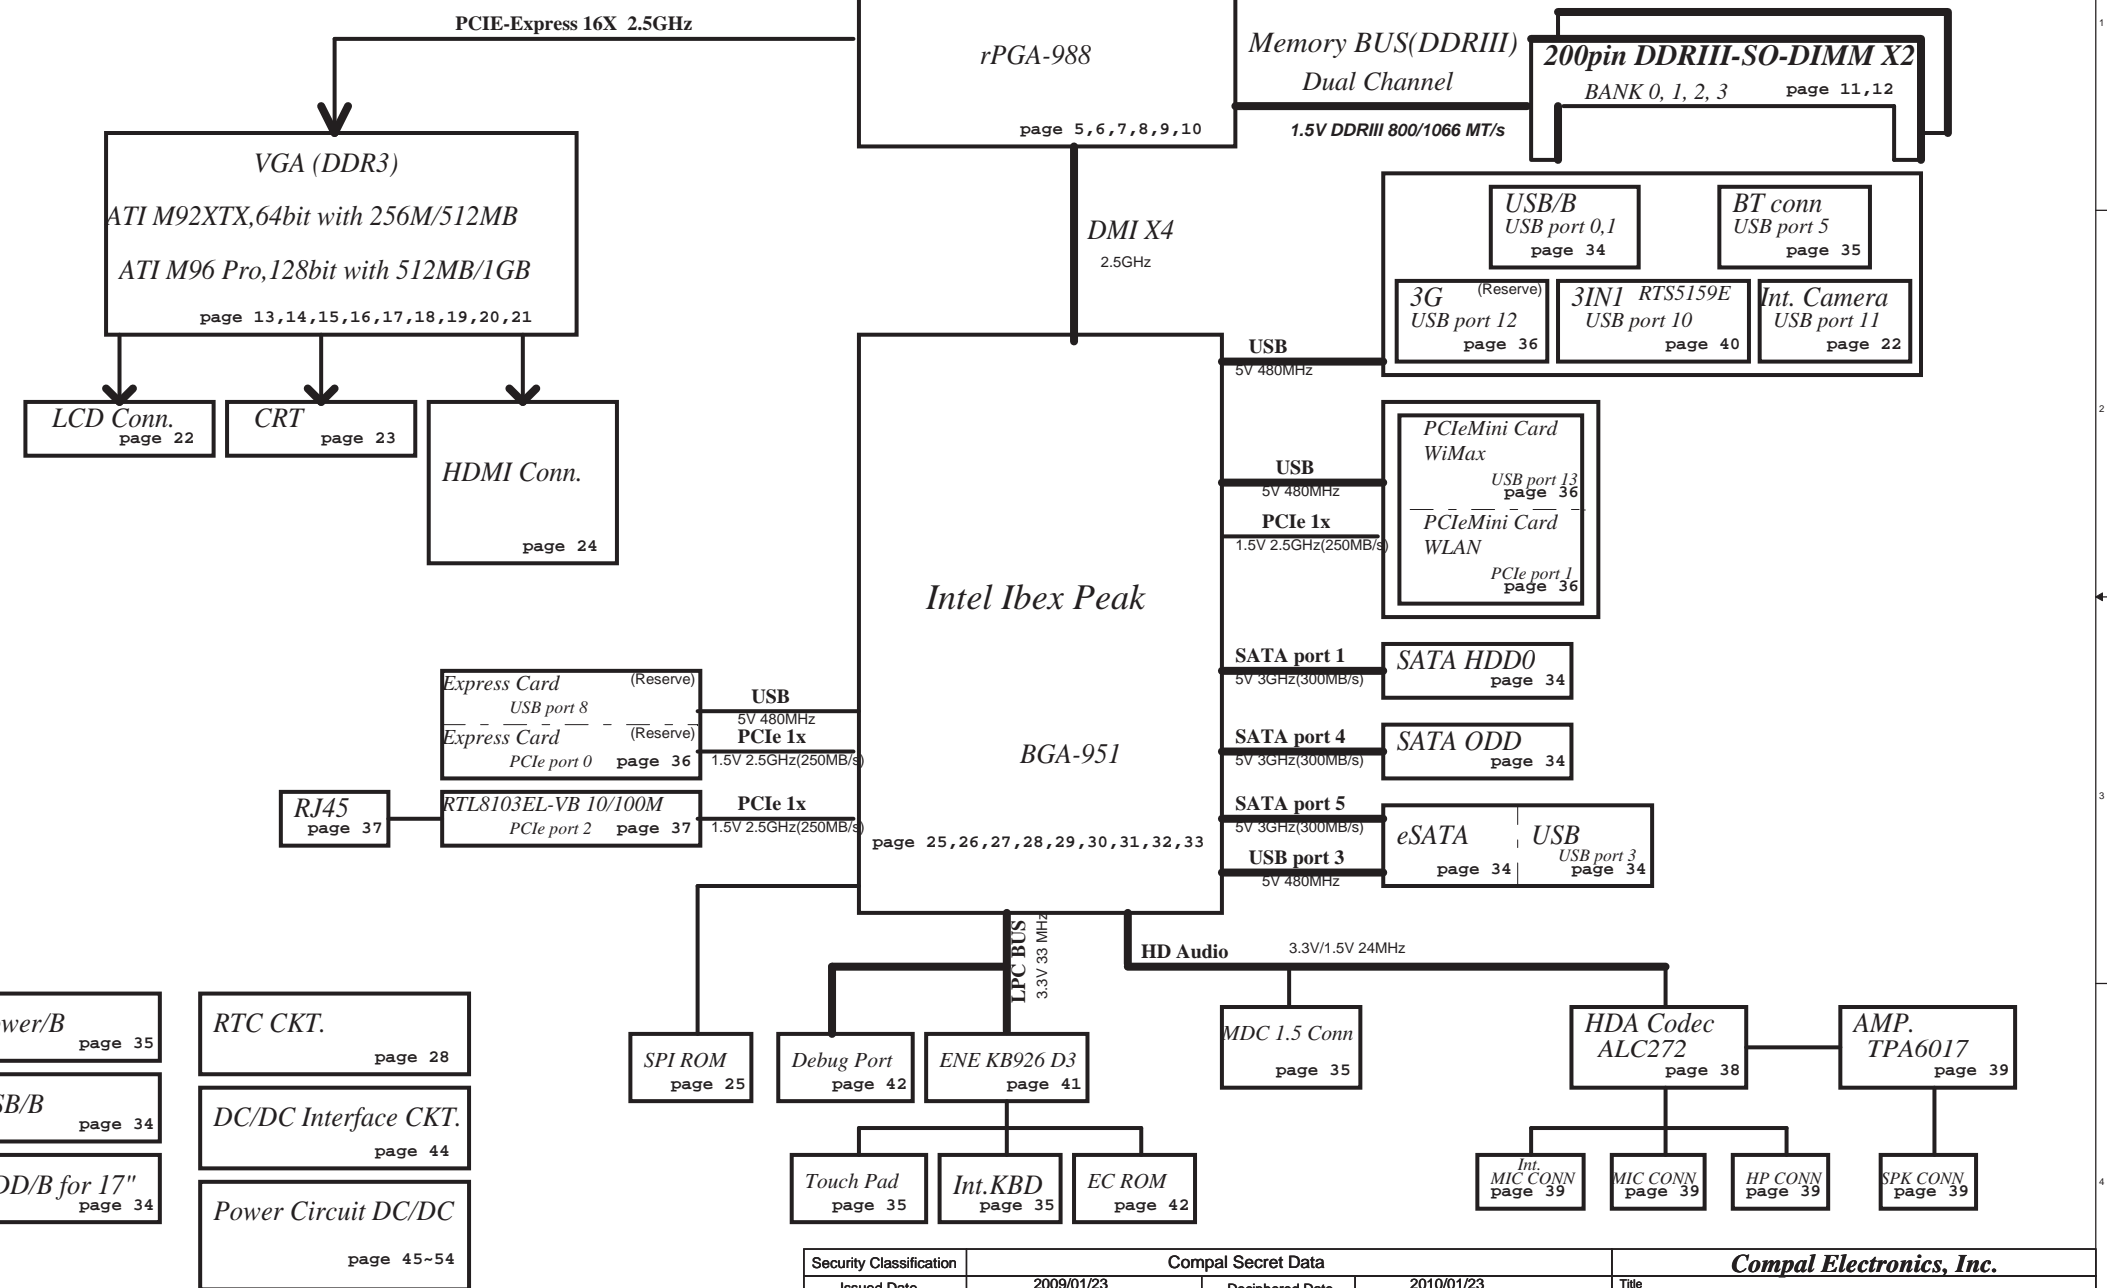 PCIE-Express 16X 2.5GHz
rPGA-988
page 5,6,7,8,9,10
Memory BUS(DDRIII)
Dual Channel
1.5V DDRIII 800/1066 MT/s
200pin DDRIII-SO-DIMM X2
BANK 0, 1, 2, 3 page 11,12
1
VGA (DDR3)
ATI M92XTX,64bit with 256M/512MB
ATI M96 Pro,128bit with 512MB/1GB
page 13,14,15,16,17,18,19,20,21
DMI X4
2.5GHz
USB/B
USB port 0,1
page 34
BT conn
USB port 5
page 35
3G (Reserve)
USB port 12
page 36
3IN1 RTS5159E
USB port 10
page 40
Int. Camera
USB port 11
page 22
USB
5V 480MHz
LCD Conn.
page 22
CRT
page 23
HDMI Conn.
page 24
2
USB
5V 480MHz
PCIe 1x
1.5V 2.5GHz(250MB/s)
PCIeMini Card
WiMax
USB port 13
page 36
PCIeMini Card
WLAN
PCIe port 1
page 36
Intel Ibex Peak
BGA-951
page 25,26,27,28,29,30,31,32,33
SATA port 1
5V 3GHz(300MB/s)
SATA HDD0
page 34
SATA port 4
5V 3GHz(300MB/s)
SATA ODD
page 34
SATA port 5
5V 3GHz(300MB/s)
USB port 3
5V 480MHz
eSATA
page 34
USB
USB port 3
page 34
3
Express Card (Reserve)
USB port 8
Express Card (Reserve)
PCIe port 0 page 36
USB
5V 480MHz
PCIe 1x
1.5V 2.5GHz(250MB/s)
RJ45
page 37
RTL8103EL-VB 10/100M
PCIe port 2 page 37
PCIe 1x
1.5V 2.5GHz(250MB/s)
LPC BUS
3.3V 33 MHz
HD Audio 3.3V/1.5V 24MHz
wer/B
page 35
RTC CKT.
page 28
SB/B
page 34
DC/DC Interface CKT.
page 44
DD/B for 17"
page 34
Power Circuit DC/DC
page 45~54
SPI ROM
page 25
Debug Port
page 42
ENE KB926 D3
page 41
MDC 1.5 Conn
page 35
HDA Codec
ALC272
page 38
AMP.
TPA6017
page 39
Touch Pad
page 35
Int.KBD
page 35
EC ROM
page 42
Int.
MIC CONN
page 39
MIC CONN
page 39
HP CONN
page 39
SPK CONN
page 39
4
Security Classification
Compal Secret Data
Compal Electronics, Inc.
Issued Date
2009/01/23
Deciphered Date
2010/01/23
Title